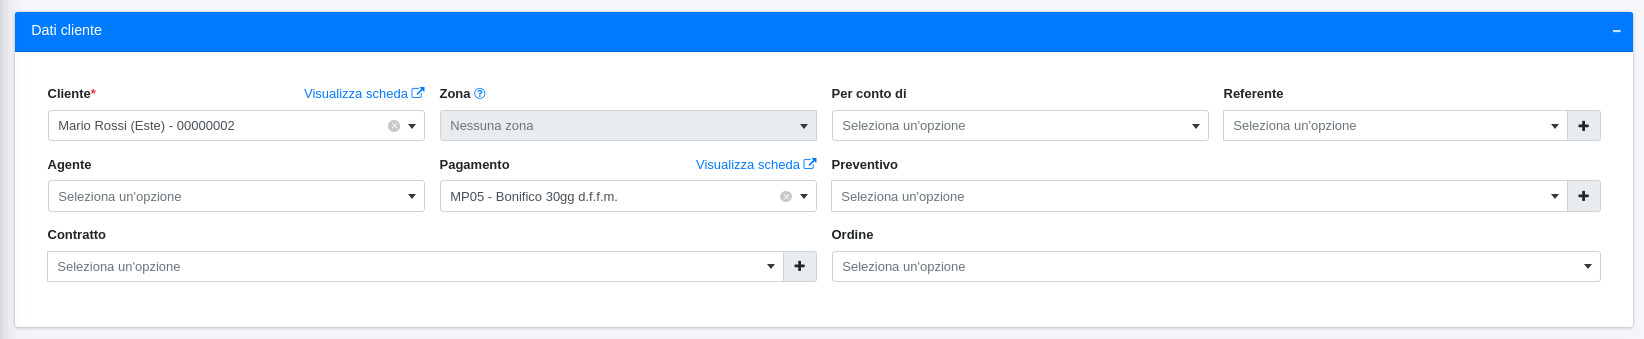 Dati cliente
Cliente* Visualizza scheda Zona Per conto di Referente
Mario Rossi (Este) - 00000002 Nessuna zona Seleziona un'opzione Seleziona un'opzione
Agente Pagamento Visualizza scheda Preventivo
Seleziona un'opzione MP05 - Bonifico 30gg d.f.f.m. Seleziona un'opzione
Contratto Ordine
Seleziona un'opzione Seleziona un'opzione